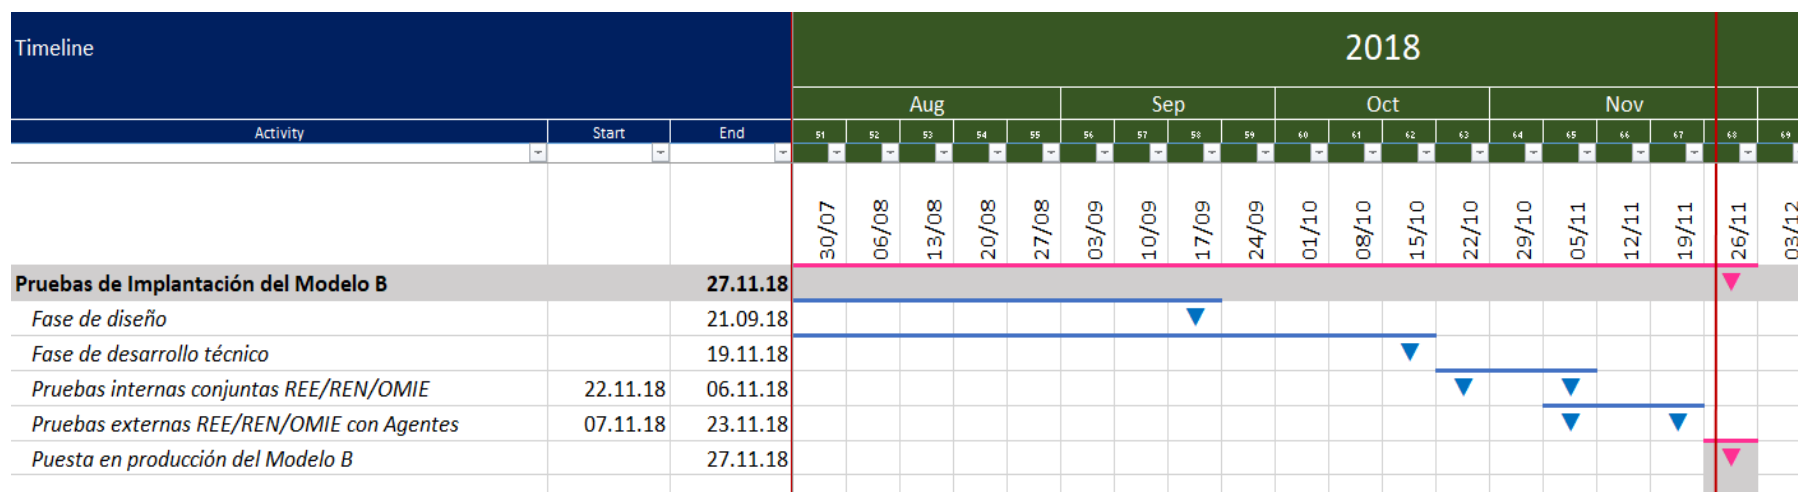 Timeline
2018
Aug Sep Oct Nov
Activity Start End 51 52 53 54 55 56 57 58 59 60 61 62 63 64 65 66 67 68 69
30/07 06/08 13/08 20/08 27/08 03/09 10/09 17/09 24/09 01/10 08/10 15/10 22/10 29/10 05/11 12/11 19/11 26/11 03/12
Pruebas de Implantación del Modelo B 27.11.18
Fase de diseño 21.09.18
Fase de desarrollo técnico 19.11.18
Pruebas internas conjuntas REE/REN/OMIE 22.11.18 06.11.18
Pruebas externas REE/REN/OMIE con Agentes 07.11.18 23.11.18
Puesta en producción del Modelo B 27.11.18